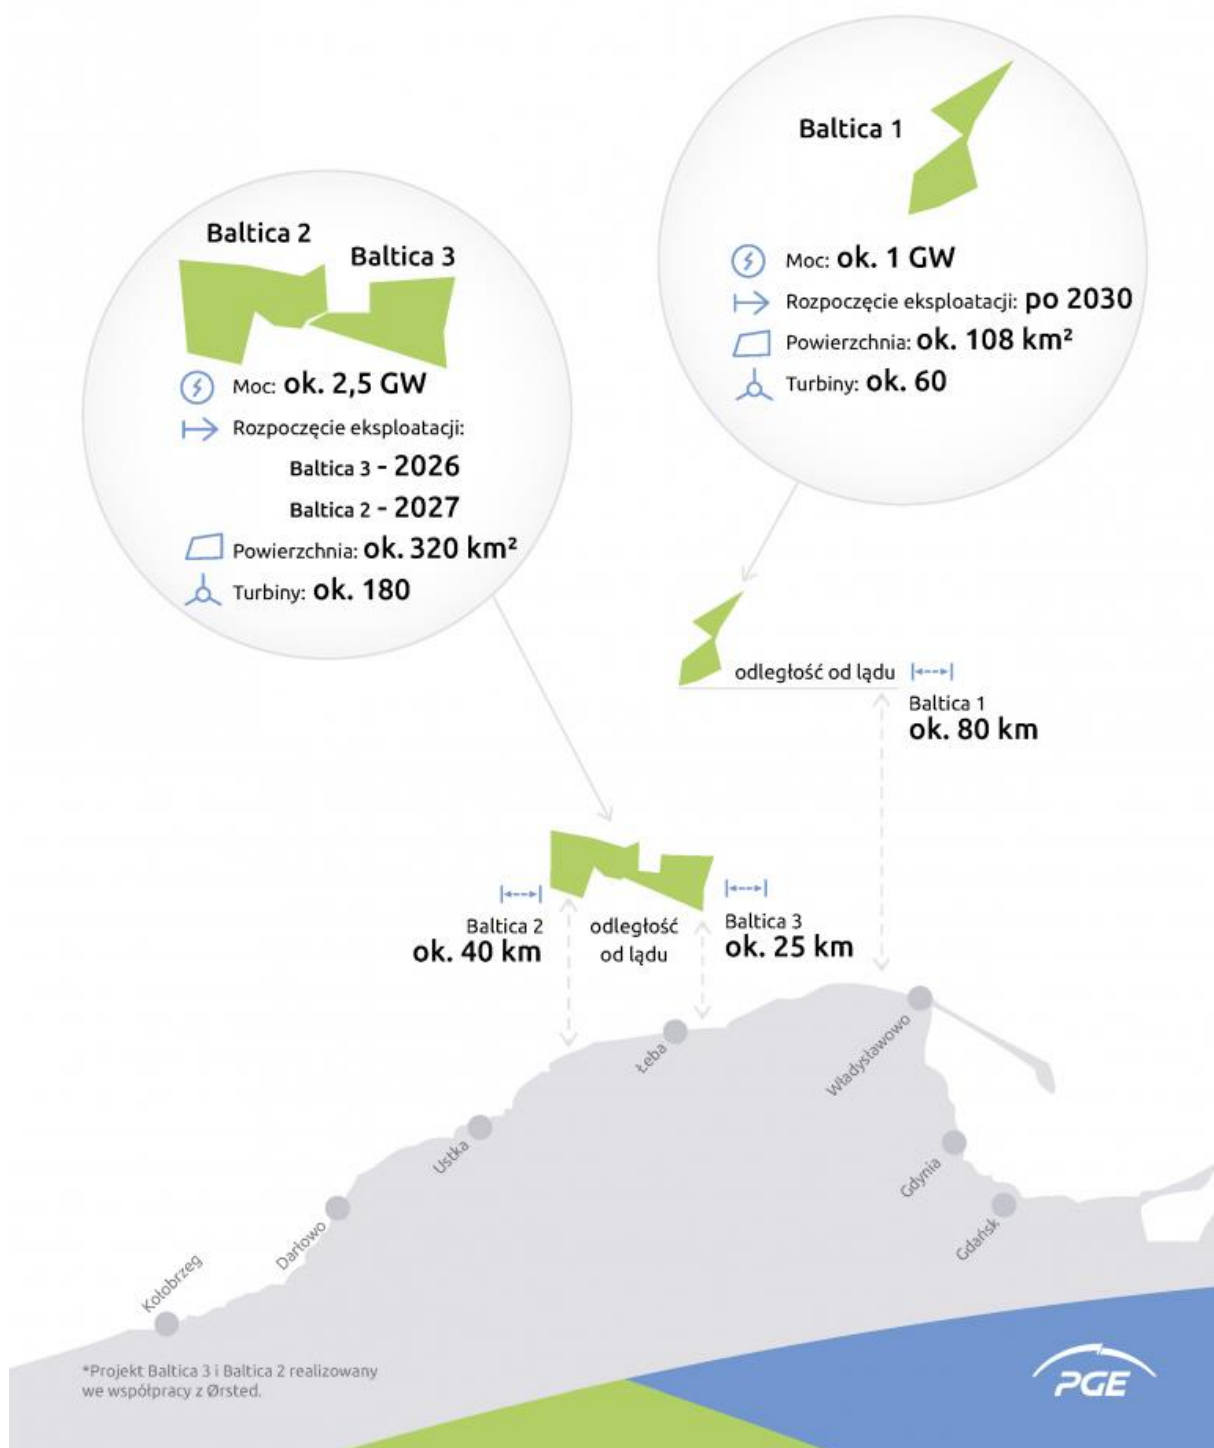 Baltica 1
Moc: ok. 1 GW
Rozpoczęcie eksploatacji: po 2030
Powierzchnia: ok. 108 km²
Turbiny: ok. 60
Baltica 2
Baltica 3
Moc: ok. 2,5 GW
Rozpoczęcie eksploatacji:
Baltica 3 - 2026
Baltica 2 - 2027
Powierzchnia: ok. 320 km²
Turbiny: ok. 180
odległość od lądu
Baltica 1
ok. 80 km
Baltica 2
ok. 40 km
odległość
od lądu
Baltica 3
ok. 25 km
Łeba
Władysławowo
Ustka
Gdynia
Darłowo
Gdańsk
Kołobrzeg
*Projekt Baltica 3 i Baltica 2 realizowany
we współpracy z Ørsted.
PGE